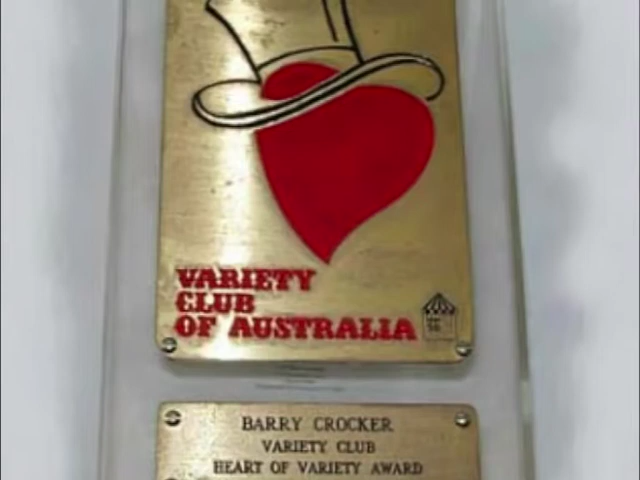 VARIETY
CLUB
OF AUSTRALIA
BARRY CROCKER
VARIETY CLUB
HEART OF VARIETY AWARD